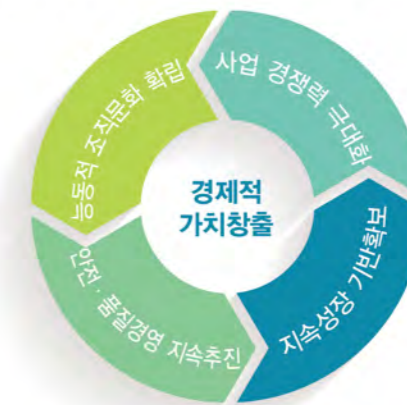 능동적 조직문화 확립
사업 경쟁력 극대화
경제적
가치창출
안전·품질경영 지속추진
지속성장 기반확보